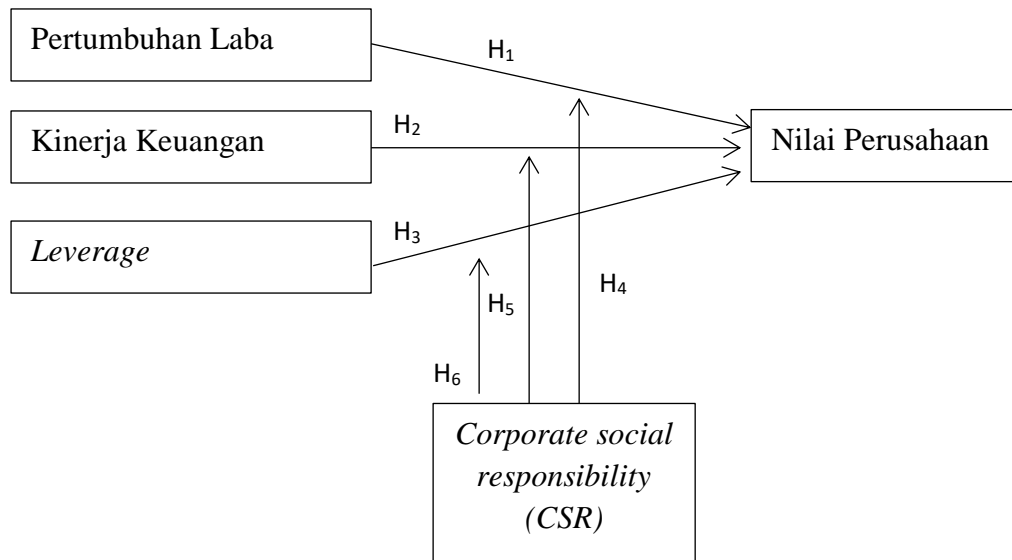 Pertumbuhan Laba
H₁
Kinerja Keuangan
H₂
Nilai Perusahaan
Leverage
H₃
H₄
H₅
H₆
Corporate social
responsibility
(CSR)